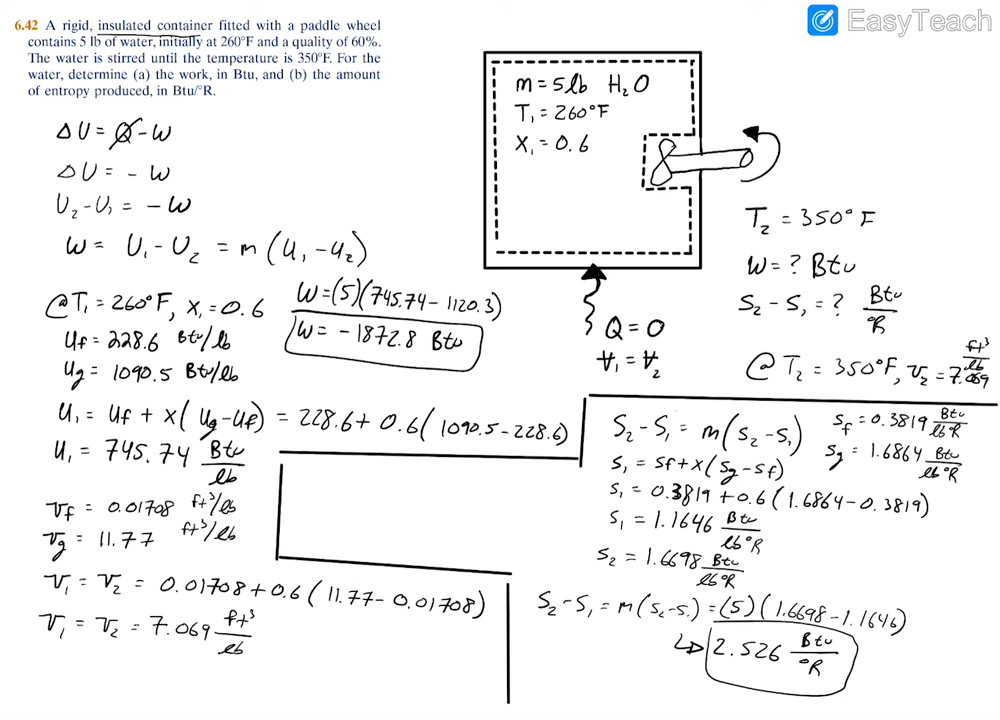 EasyTeach
6.42 A rigid, insulated container fitted with a paddle wheel
contains 5 lb of water, initially at 260°F and a quality of 60%.
The water is stirred until the temperature is 350°F. For the
water, determine (a) the work, in Btu, and (b) the amount
of entropy produced, in Btu/°R.
ΔU = Q - W
ΔU = - W
U₂ - U₁ = - W
W = U₁ - U₂ = m(u₁ - u₂)
@T₁ = 260°F, x₁ = 0.6
uf = 228.6 Btu/lb
ug = 1090.5 Btu/lb
W = (5)(745.74 - 1120.3)
W = - 1872.8 Btu
u₁ = uf + x(ug - uf) = 228.6 + 0.6(1090.5 - 228.6)
u₁ = 745.74 Btu/lb
vf = 0.01708 ft³/lb
vg = 11.77 ft³/lb
v₁ = v₂ = 0.01708 + 0.6(11.77 - 0.01708)
v₁ = v₂ = 7.069 ft³/lb
m = 5 lb H₂O
T₁ = 260°F
x₁ = 0.6
Q = 0
V₁ = V₂
T₂ = 350°F
W = ? Btu
S₂ - S₁ = ? Btu/°R
@ T₂ = 350°F, v₂ = 7.069 ft³/lb
S₂ - S₁ = m(s₂ - s₁)
sf = 0.3819 Btu/lb°R
sg = 1.6864 Btu/lb°R
s₁ = sf + x(sg - sf)
s₁ = 0.3819 + 0.6(1.6864 - 0.3819)
s₁ = 1.1646 Btu/lb°R
s₂ = 1.6698 Btu/lb°R
S₂ - S₁ = m(s₂ - s₁) = (5)(1.6698 - 1.1646)
↳ 2.526 Btu/°R